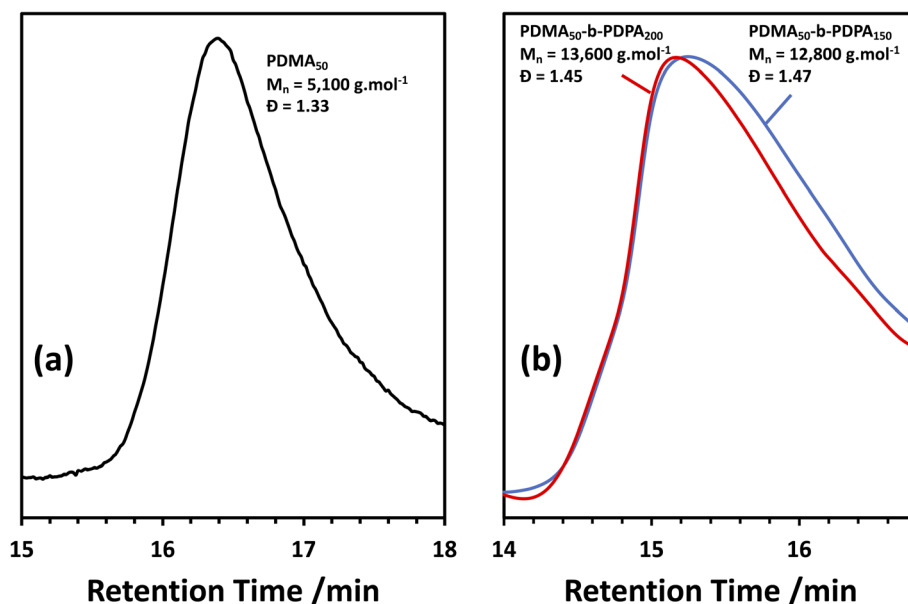 PDMA₅₀
Mₙ = 5,100 g.mol⁻¹
Đ = 1.33
(a)
15 16 17 18
Retention Time /min
PDMA₅₀-b-PDPA₂₀₀
Mₙ = 13,600 g.mol⁻¹
Đ = 1.45
PDMA₅₀-b-PDPA₁₅₀
Mₙ = 12,800 g.mol⁻¹
Đ = 1.47
(b)
14 15 16
Retention Time /min